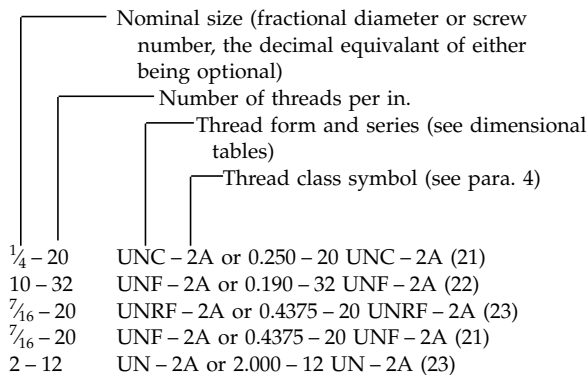 Nominal size (fractional diameter or screw
number, the decimal equivalant of either
being optional)
Number of threads per in.
Thread form and series (see dimensional
tables)
Thread class symbol (see para. 4)
1⁄4 – 20 UNC – 2A or 0.250 – 20 UNC – 2A (21)
10 – 32 UNF – 2A or 0.190 – 32 UNF – 2A (22)
7⁄16 – 20 UNRF – 2A or 0.4375 – 20 UNRF – 2A (23)
7⁄16 – 20 UNF – 2A or 0.4375 – 20 UNF – 2A (21)
2 – 12 UN – 2A or 2.000 – 12 UN – 2A (23)